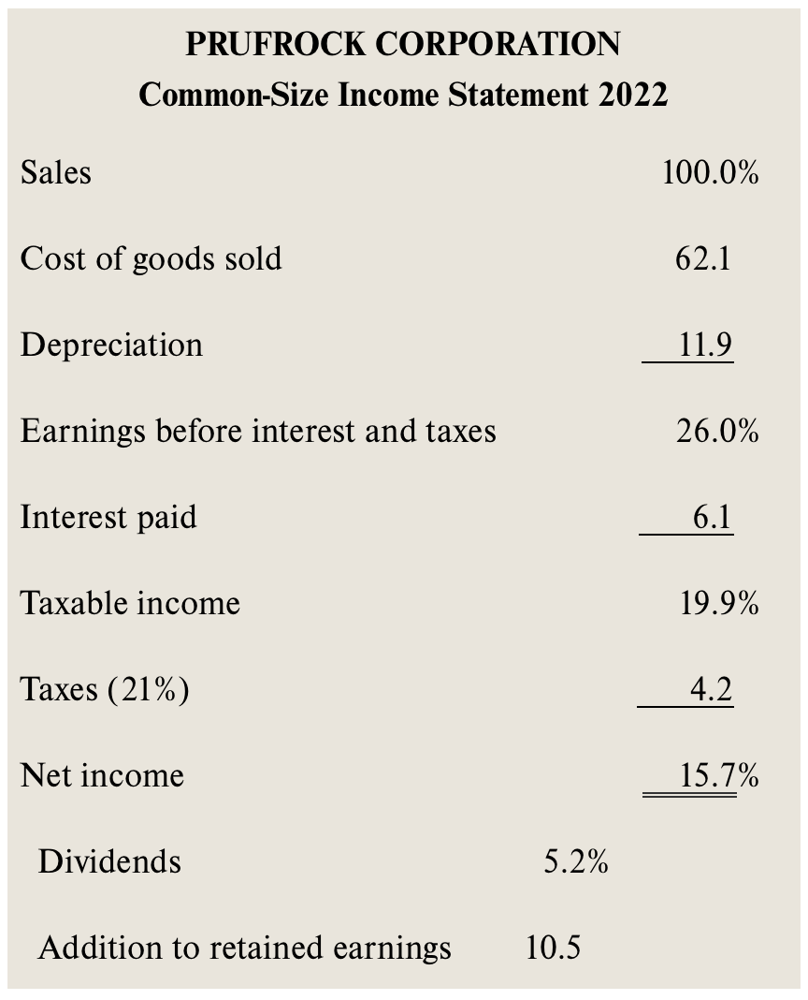 PRUFROCK CORPORATION
Common-Size Income Statement 2022
Sales 100.0%
Cost of goods sold 62.1
Depreciation 11.9
Earnings before interest and taxes 26.0%
Interest paid 6.1
Taxable income 19.9%
Taxes (21%) 4.2
Net income 15.7%
Dividends 5.2%
Addition to retained earnings 10.5